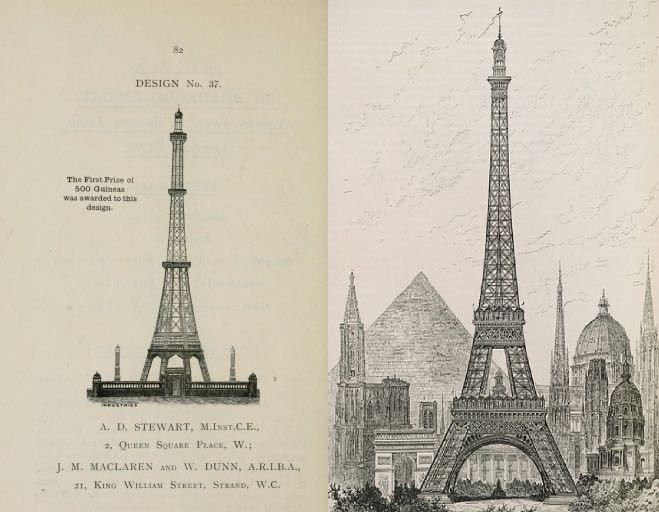 82
DESIGN No. 37.
The First Prize of
500 Guineas
was awarded to this
design.
INDUSTRIES
A. D. STEWART, M.INST.C.E.,
2, QUEEN SQUARE PLACE, W.;
J. M. MACLAREN AND W. DUNN, A.R.I.B.A.,
21, KING WILLIAM STREET, STRAND, W.C.